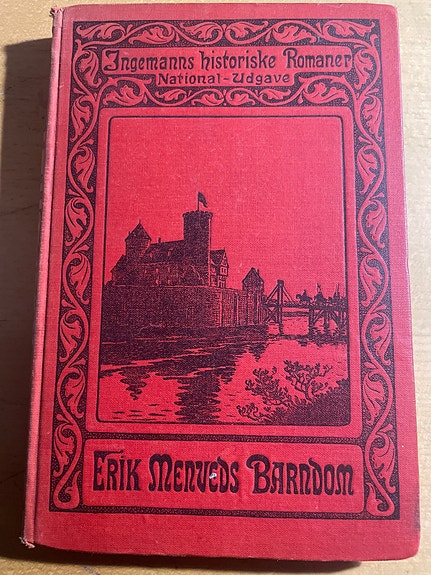 Ingemanns historiske Romaner
National-Udgave
ERIK MENVEDS BARNDOM